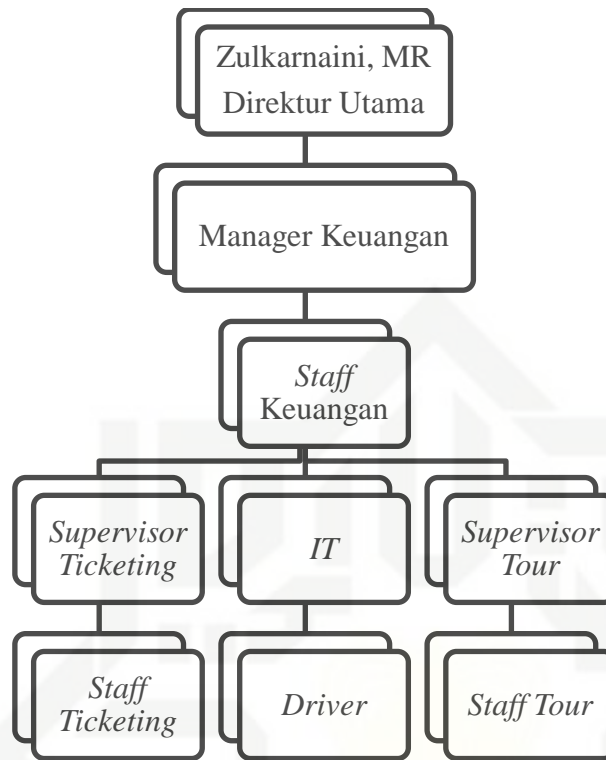 Zulkarnaini, MR
Direktur Utama
Manager Keuangan
Staff
Keuangan
Supervisor
Ticketing
IT
Supervisor
Tour
Staff
Ticketing
Driver
Staff Tour